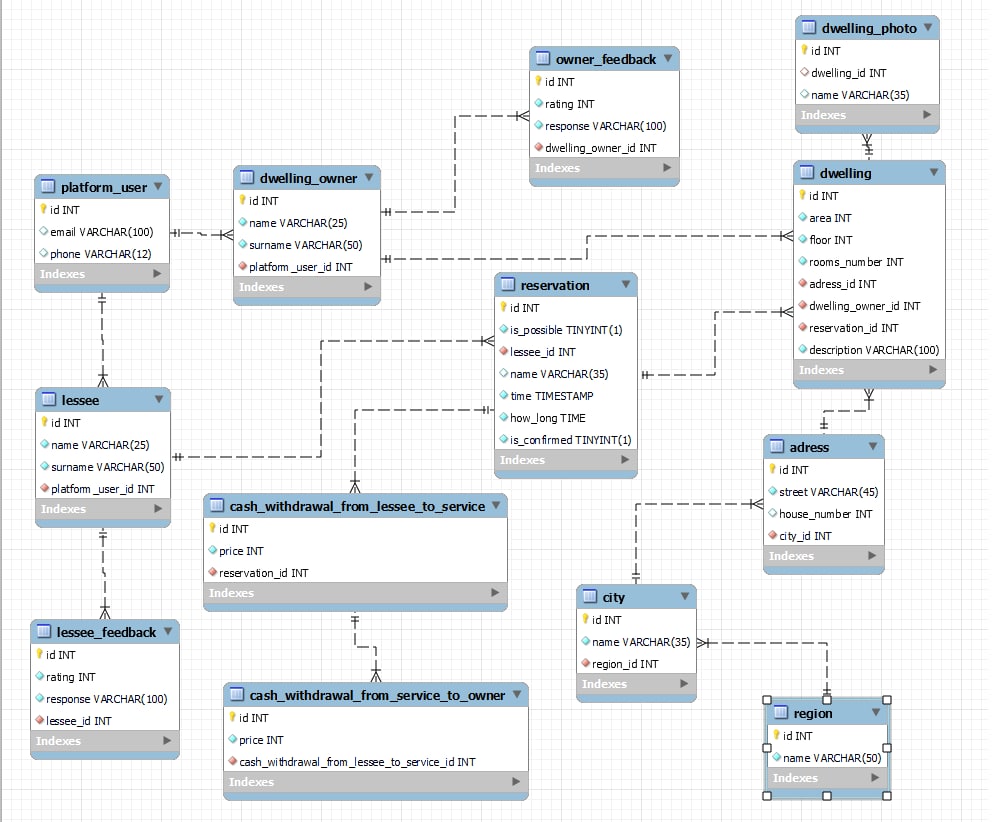 dwelling_photo
id INT
dwelling_id INT
name VARCHAR(35)
Indexes
owner_feedback
id INT
rating INT
response VARCHAR(100)
dwelling_owner_id INT
Indexes
platform_user
id INT
email VARCHAR(100)
phone VARCHAR(12)
Indexes
dwelling_owner
id INT
name VARCHAR(25)
surname VARCHAR(50)
platform_user_id INT
Indexes
dwelling
id INT
area INT
floor INT
rooms_number INT
adress_id INT
dwelling_owner_id INT
reservation_id INT
description VARCHAR(100)
Indexes
reservation
id INT
is_possible TINYINT(1)
lessee_id INT
name VARCHAR(35)
time TIMESTAMP
how_long TIME
is_confirmed TINYINT(1)
Indexes
lessee
id INT
name VARCHAR(25)
surname VARCHAR(50)
platform_user_id INT
Indexes
adress
id INT
street VARCHAR(45)
house_number INT
city_id INT
Indexes
cash_withdrawal_from_lessee_to_service
id INT
price INT
reservation_id INT
Indexes
city
id INT
name VARCHAR(35)
region_id INT
Indexes
lessee_feedback
id INT
rating INT
response VARCHAR(100)
lessee_id INT
Indexes
cash_withdrawal_from_service_to_owner
id INT
price INT
cash_withdrawal_from_lessee_to_service_id INT
Indexes
region
id INT
name VARCHAR(50)
Indexes